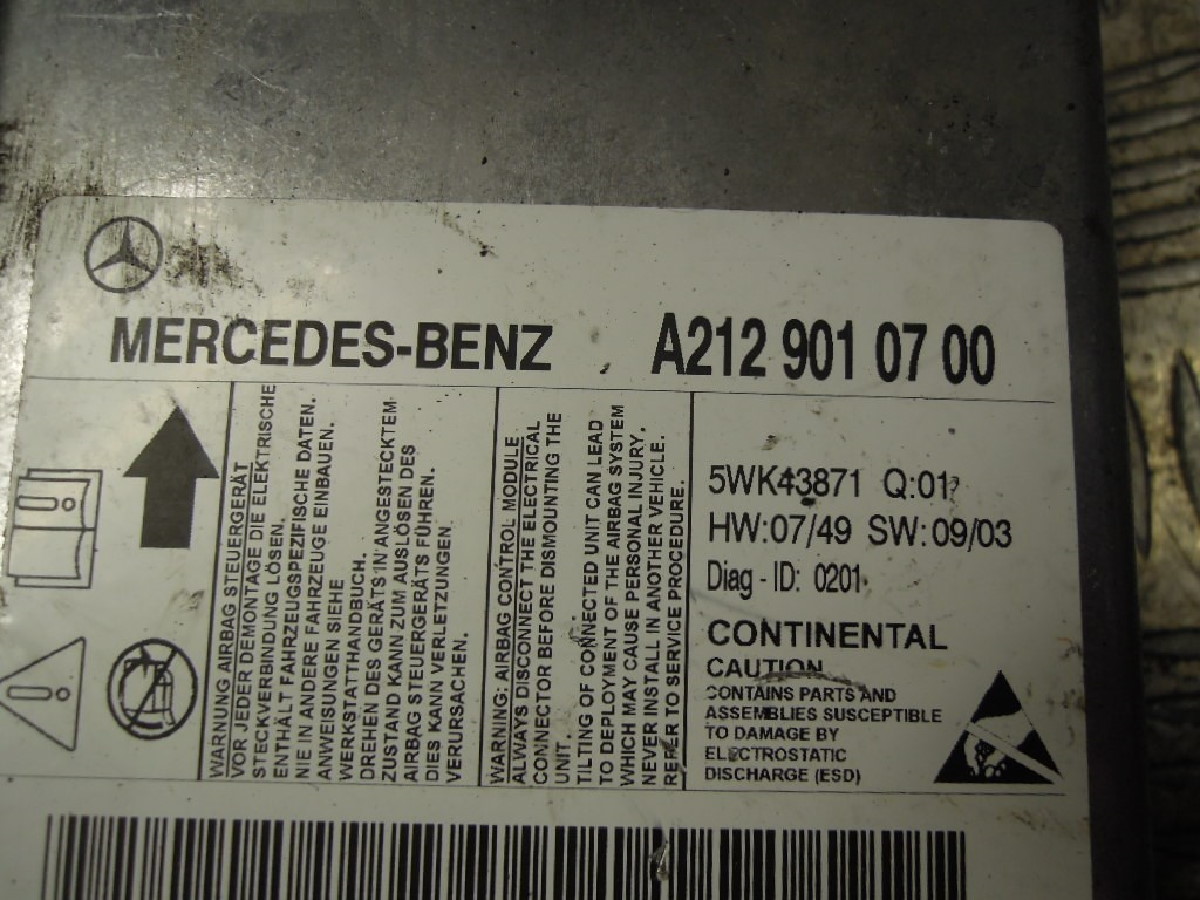 MERCEDES-BENZ
A212 901 07 00
WARNUNG AIRBAG STEUERGERÄT
VOR JEDER DEMONTAGE DIE ELEKTRISCHE
STECKVERBINDUNG LÖSEN.
ENTHÄLT FAHRZEUGSPEZIFISCHE DATEN.
NIE IN ANDERE FAHRZEUGE EINBAUEN.
ANWEISUNGEN SIEHE
WERKSTATTHANDBUCH.
DREHEN DES GERÄTS IN ANGESTECKTEM
ZUSTAND KANN ZUM AUSLÖSEN DES
AIRBAG STEUERGERÄTS FÜHREN.
DIES KANN VERLETZUNGEN
VERURSACHEN.
WARNING: AIRBAG CONTROL MODULE
ALWAYS DISCONNECT THE ELECTRICAL
CONNECTOR BEFORE DISMOUNTING THE
UNIT.
TILTING OF CONNECTED UNIT CAN LEAD
TO DEPLOYMENT OF THE AIRBAG SYSTEM
WHICH MAY CAUSE PERSONAL INJURY.
NEVER INSTALL IN ANOTHER VEHICLE.
REFER TO SERVICE PROCEDURE.
5WK43871 Q:01
HW:07/49 SW:09/03
Diag - ID: 0201
CONTINENTAL
CAUTION
CONTAINS PARTS AND
ASSEMBLIES SUSCEPTIBLE
TO DAMAGE BY
ELECTROSTATIC
DISCHARGE (ESD)